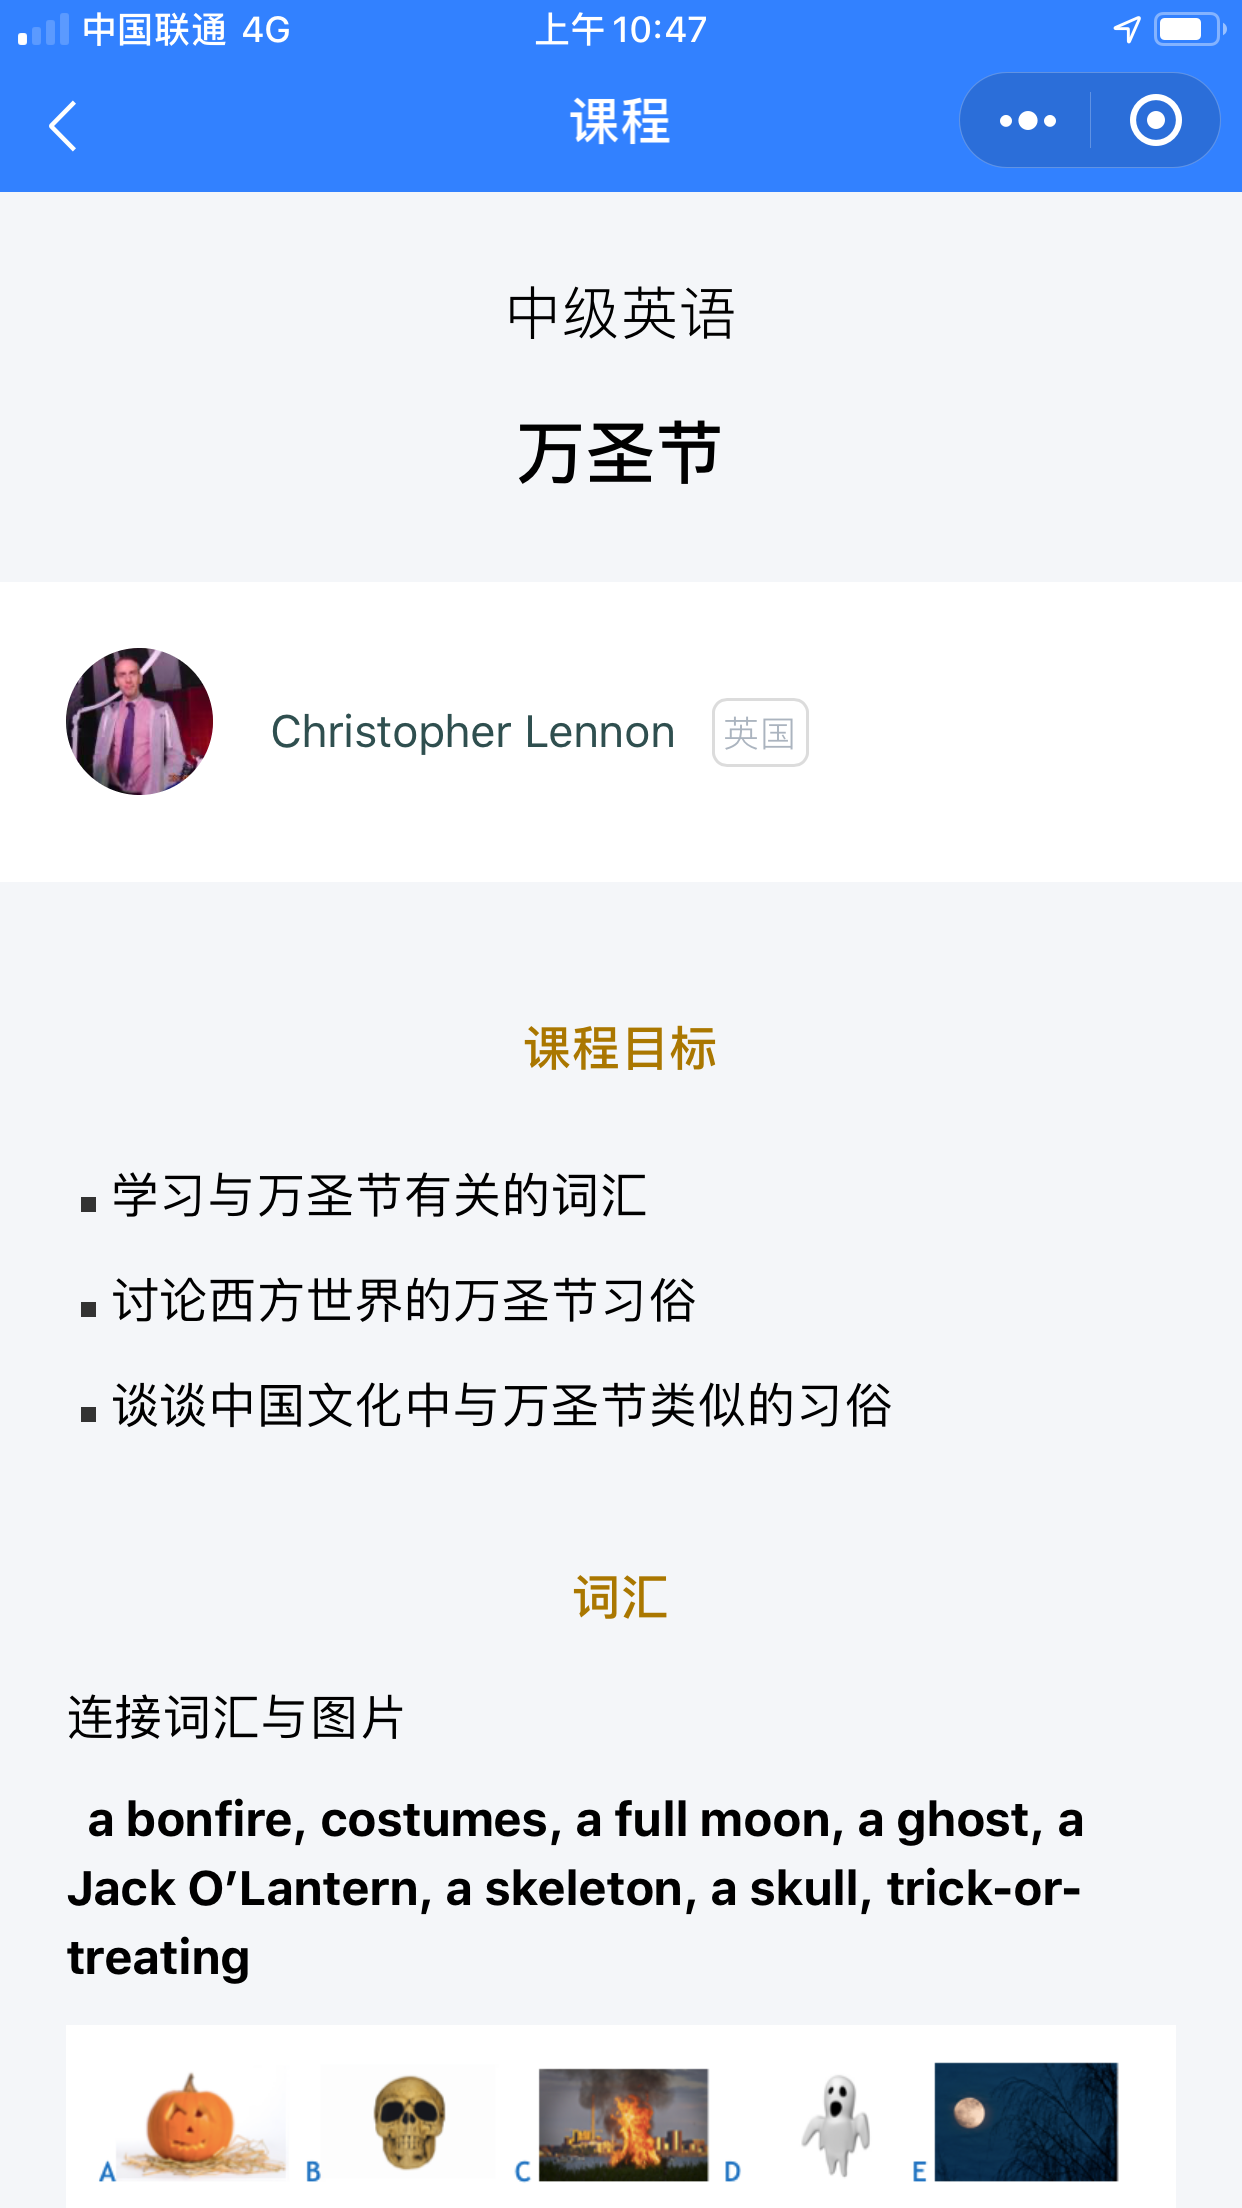 中国联通 4G 上午10:47
课程
中级英语
万圣节
Christopher Lennon 英国
课程目标
学习与万圣节有关的词汇
讨论西方世界的万圣节习俗
谈谈中国文化中与万圣节类似的习俗
词汇
连接词汇与图片
a bonfire, costumes, a full moon, a ghost, a
Jack O’Lantern, a skeleton, a skull, trick-or-
treating
A B C D E